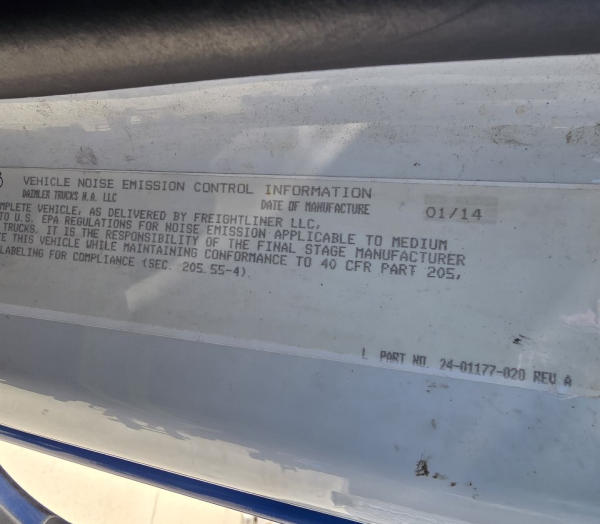 VEHICLE NOISE EMISSION CONTROL INFORMATION
DAIMLER TRUCKS N.A. LLC DATE OF MANUFACTURE 01/14
MPLETE VEHICLE, AS DELIVERED BY FREIGHTLINER LLC,
TO U.S. EPA REGULATIONS FOR NOISE EMISSION APPLICABLE TO MEDIUM
TRUCKS. IT IS THE RESPONSIBILITY OF THE FINAL STAGE MANUFACTURER
TE THIS VEHICLE WHILE MAINTAINING CONFORMANCE TO 40 CFR PART 205,
LABELING FOR COMPLIANCE (SEC. 205.55-4).
L PART NO. 24-01177-020 REV A